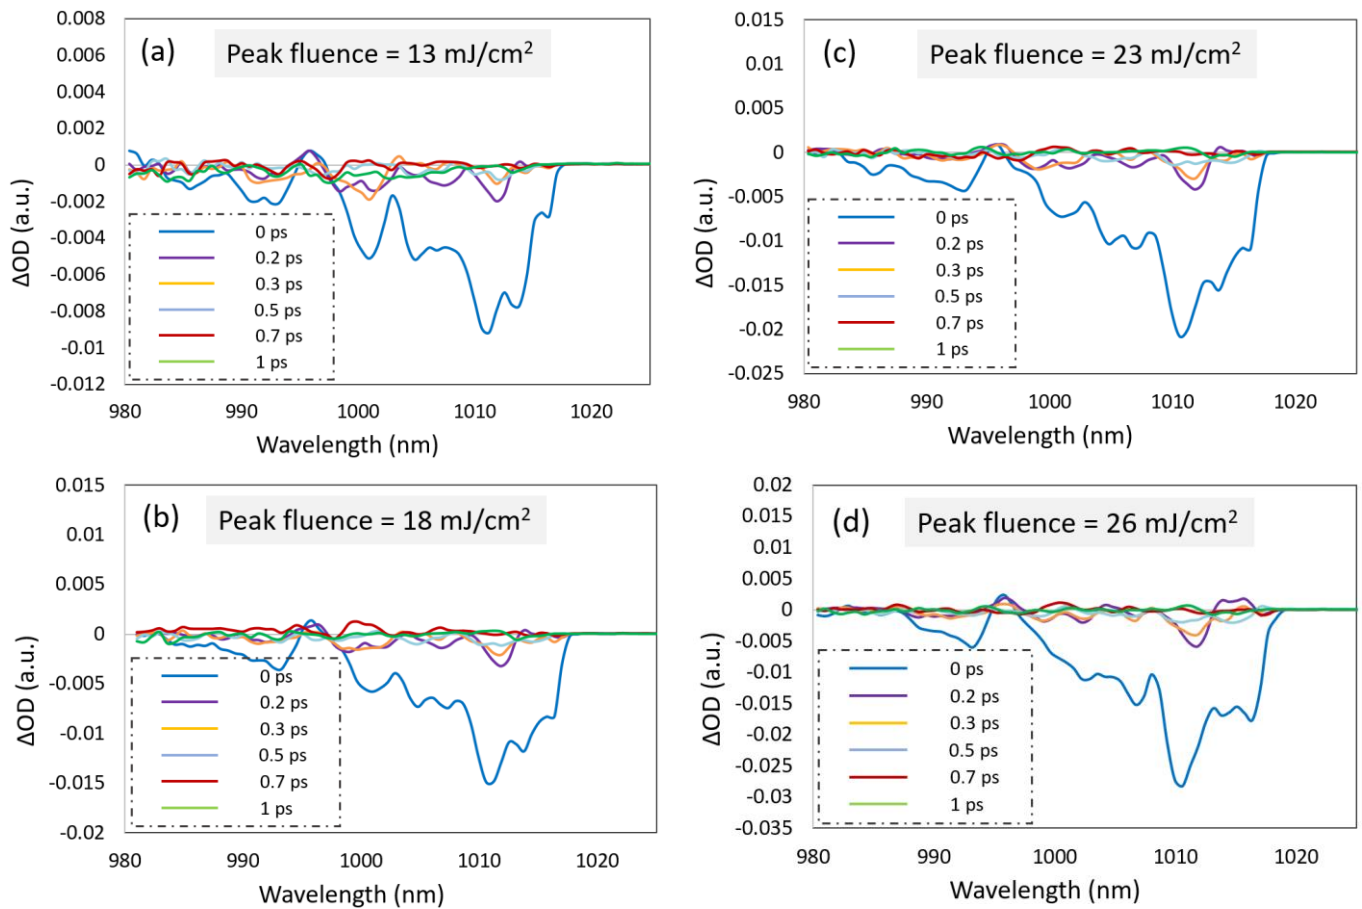 (a)
Peak fluence = 13 mJ/cm²
0.008
0.006
0.004
0.002
0
-0.002
-0.004
-0.006
-0.008
-0.01
-0.012
ΔOD (a.u.)
0 ps
0.2 ps
0.3 ps
0.5 ps
0.7 ps
1 ps
980
990
1000
1010
1020
Wavelength (nm)
(c)
Peak fluence = 23 mJ/cm²
0.015
0.01
0.005
0
-0.005
-0.01
-0.015
-0.02
-0.025
ΔOD (a.u.)
0 ps
0.2 ps
0.3 ps
0.5 ps
0.7 ps
1 ps
980
990
1000
1010
1020
Wavelength (nm)
(b)
Peak fluence = 18 mJ/cm²
0.015
0.01
0.005
0
-0.005
-0.01
-0.015
-0.02
ΔOD (a.u.)
0 ps
0.2 ps
0.3 ps
0.5 ps
0.7 ps
1 ps
980
990
1000
1010
1020
Wavelength (nm)
(d)
Peak fluence = 26 mJ/cm²
0.02
0.015
0.01
0.005
0
-0.005
-0.01
-0.015
-0.02
-0.025
-0.03
-0.035
ΔOD (a.u.)
0 ps
0.2 ps
0.3 ps
0.5 ps
0.7 ps
1 ps
980
990
1000
1010
1020
Wavelength (nm)